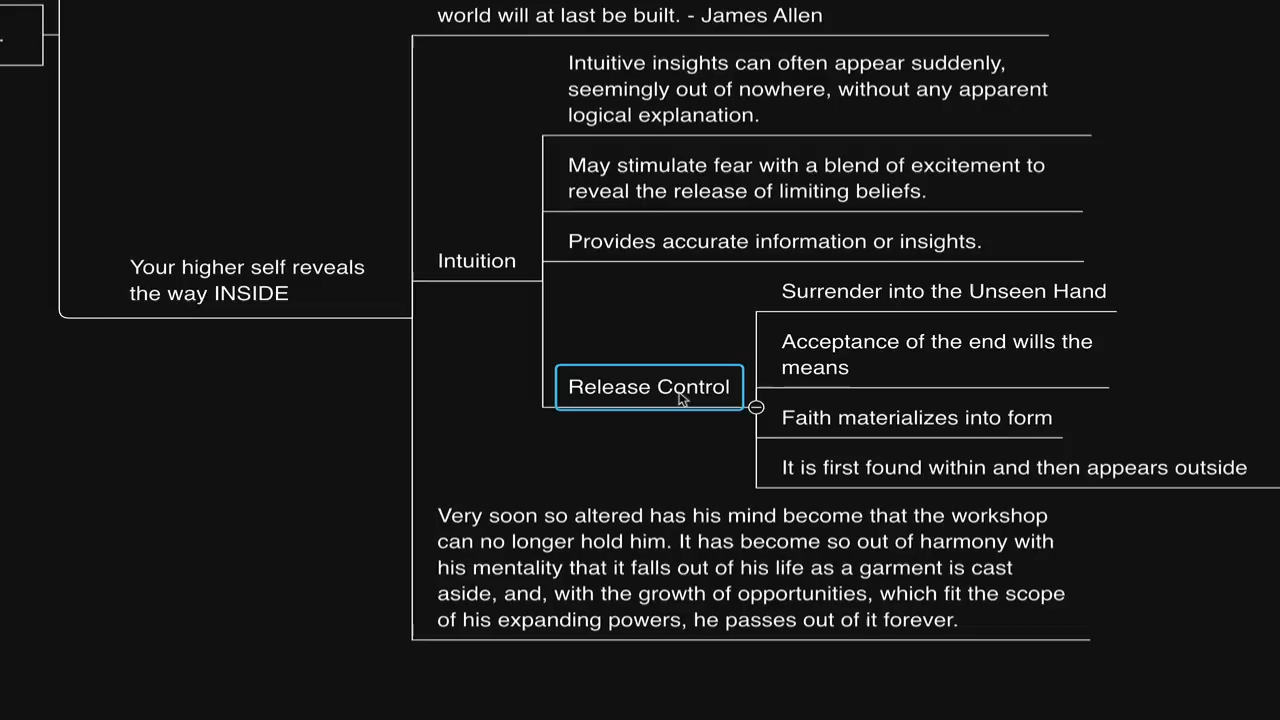 world will at last be built. - James Allen
Intuitive insights can often appear suddenly,
seemingly out of nowhere, without any apparent
logical explanation.
May stimulate fear with a blend of excitement to
reveal the release of limiting beliefs.
Provides accurate information or insights.
Intuition
Your higher self reveals
the way INSIDE
Surrender into the Unseen Hand
Acceptance of the end wills the
means
Release Control
Faith materializes into form
It is first found within and then appears outside
Very soon so altered has his mind become that the workshop
can no longer hold him. It has become so out of harmony with
his mentality that it falls out of his life as a garment is cast
aside, and, with the growth of opportunities, which fit the scope
of his expanding powers, he passes out of it forever.